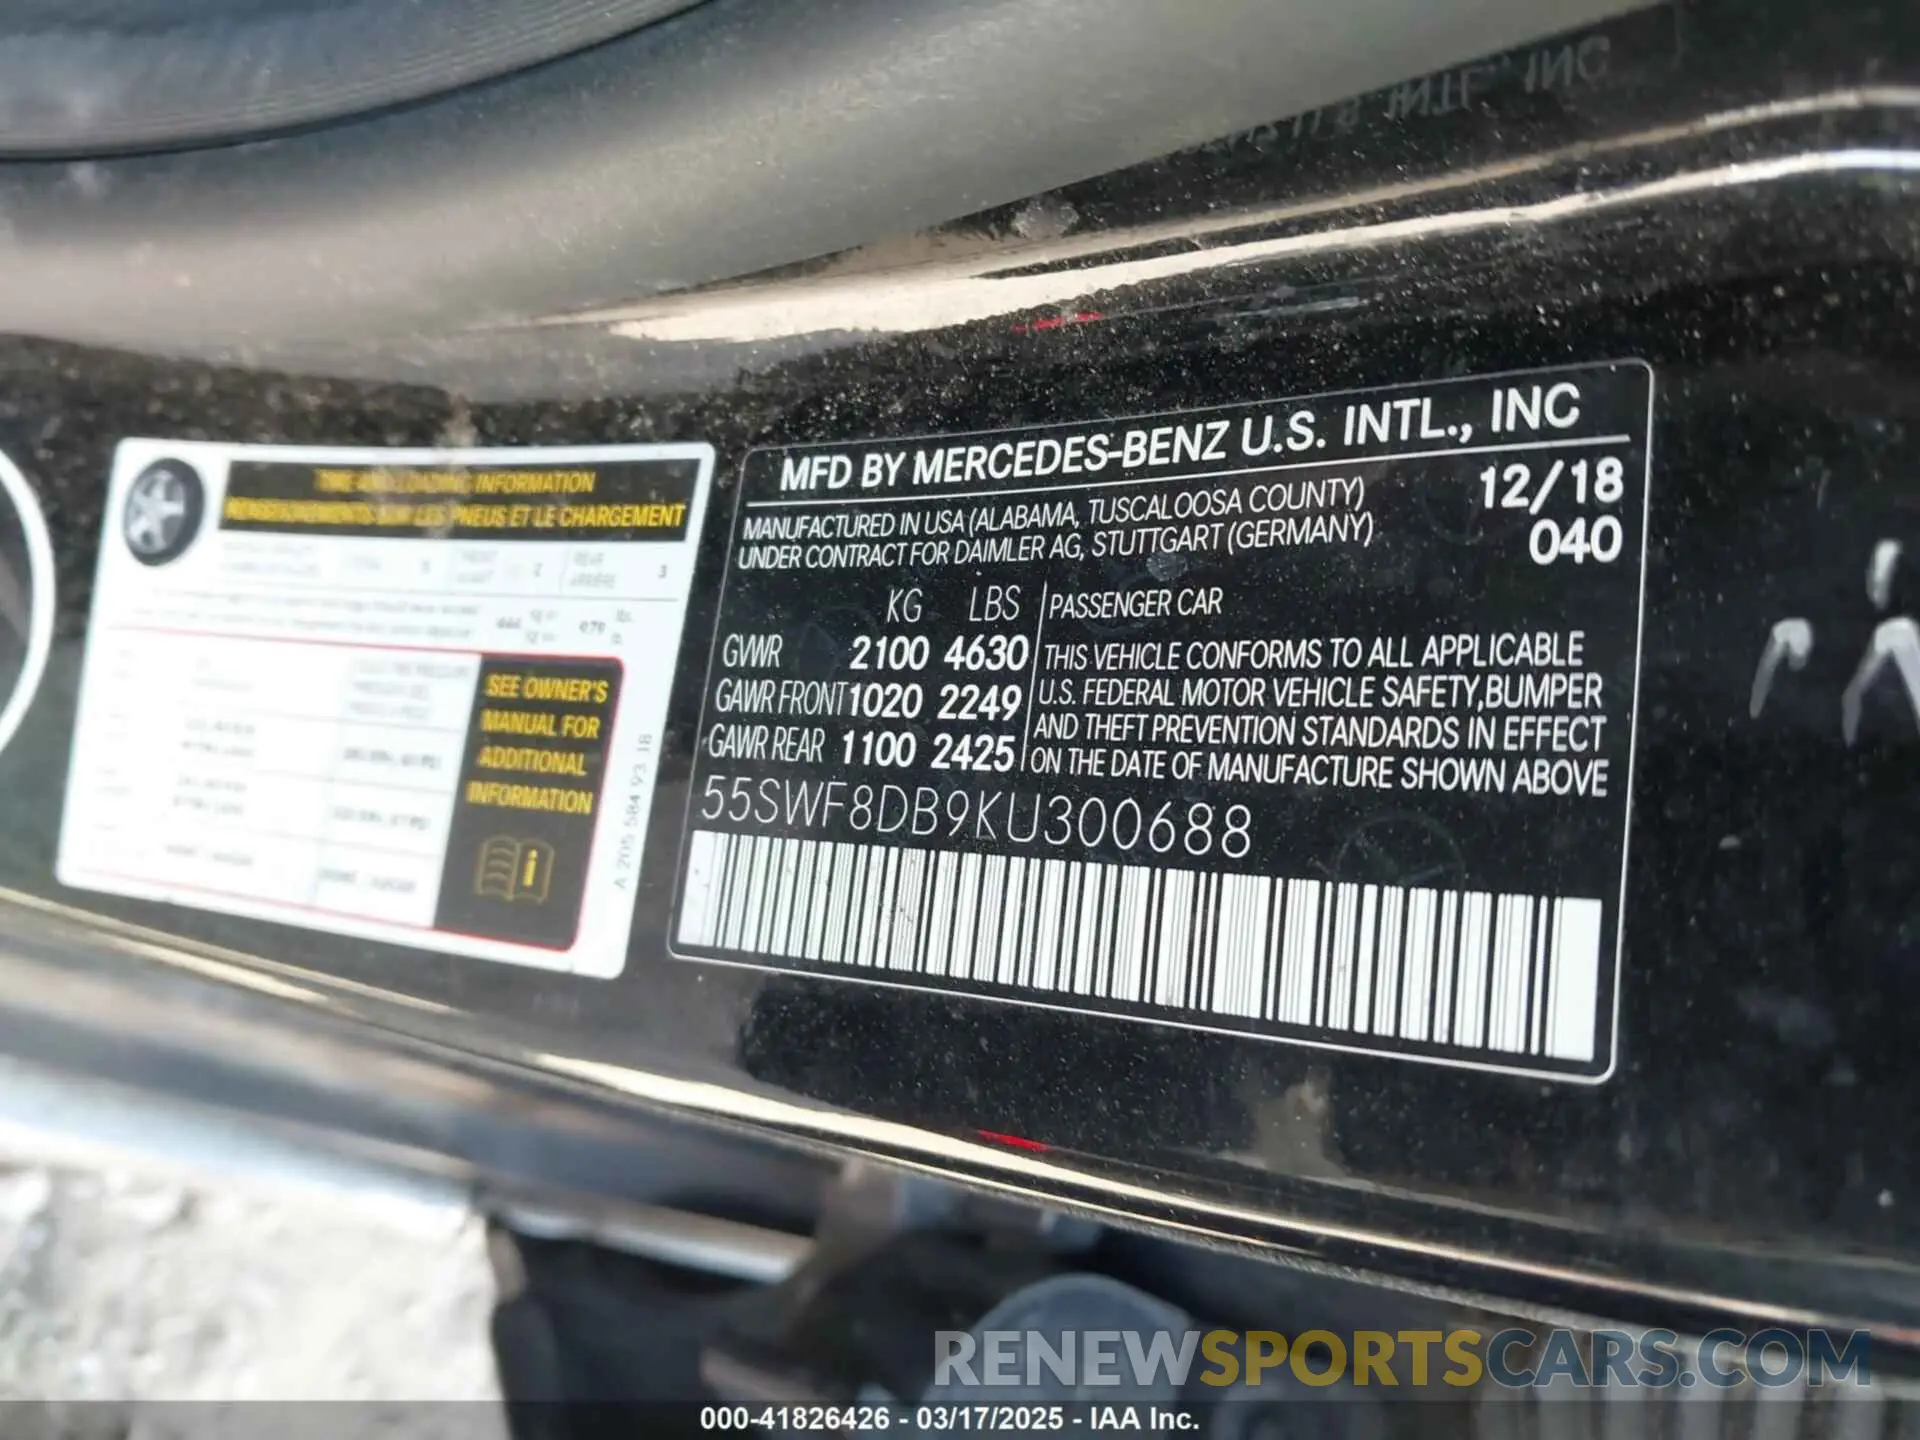 MFD BY MERCEDES-BENZ U.S. INTL., INC
MANUFACTURED IN USA (ALABAMA, TUSCALOOSA COUNTY)
UNDER CONTRACT FOR DAIMLER AG, STUTTGART (GERMANY)
12/18
040
KG LBS
GVWR 2100 4630
GAWR FRONT 1020 2249
GAWR REAR 1100 2425
PASSENGER CAR
THIS VEHICLE CONFORMS TO ALL APPLICABLE
U.S. FEDERAL MOTOR VEHICLE SAFETY, BUMPER
AND THEFT PREVENTION STANDARDS IN EFFECT
ON THE DATE OF MANUFACTURE SHOWN ABOVE
55SWF8DB9KU300688
TIRE AND LOADING INFORMATION
RENSEIGNEMENTS SUR LES PNEUS ET LE CHARGEMENT
SEE OWNER'S
MANUAL FOR
ADDITIONAL
INFORMATION
A 205 584 93 18
RENEWSPORTSCARS.COM
000-41826426 - 03/17/2025 - IAA Inc.